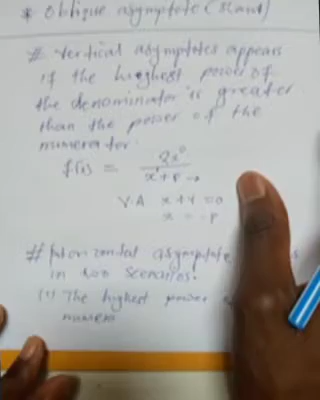 * Oblique asymptote (slant)
# Vertical asymptotes appears
if the highest power of
the denominator is greater
than the power of the
numerator.
f(x) =
V.A x + 4 = 0
x = -p
# Horizontal asymptote
in two scenarios.
(1) The highest power
numera